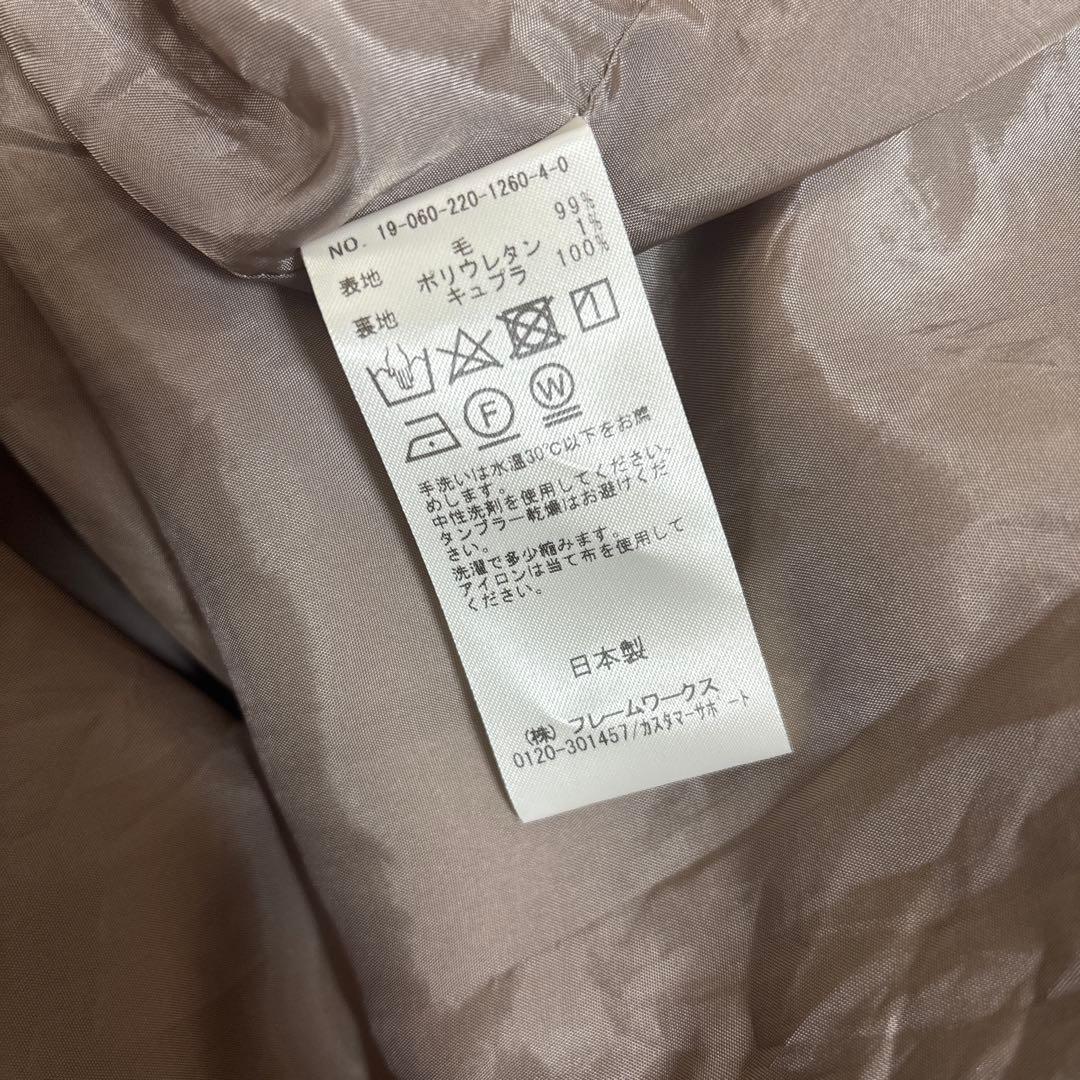 NO. 19-060-220-1260-4-0
表地 毛 99%
ポリウレタン 1%
裏地 キュプラ 100%
F W
手洗いは水温30℃以下をお薦
めします。
中性洗剤を使用してください。
タンブラー乾燥はお避けくだ
さい。
洗濯で多少縮みます。
アイロンは当て布を使用して
ください。
日本製
(株)フレームワークス
0120-301457/カスタマーサポート